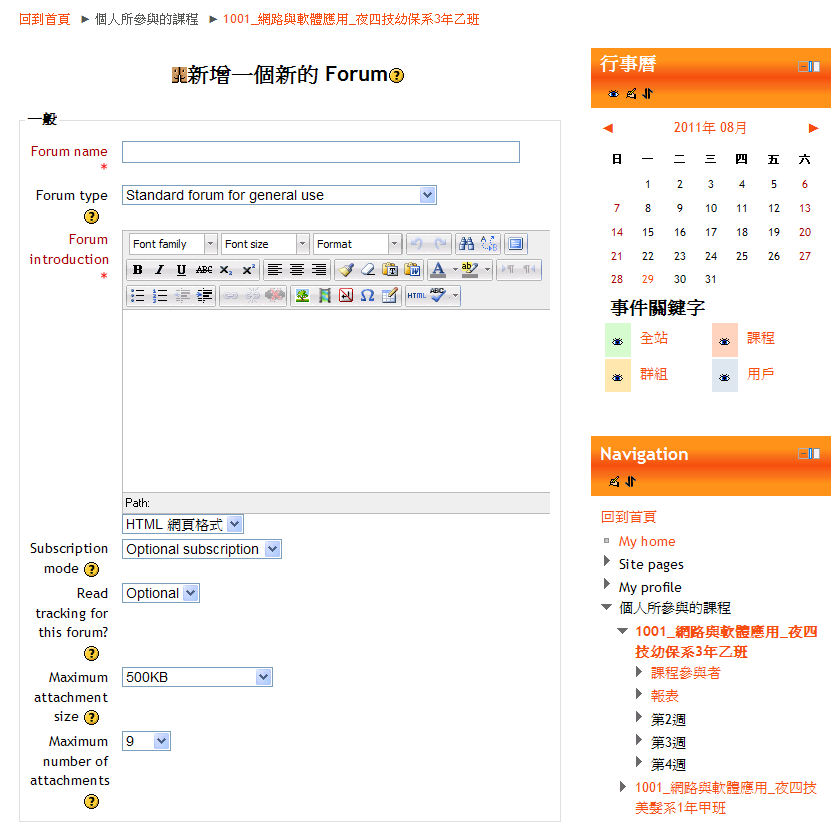 回到首頁 ► 個人所參與的課程 ► 1001_網路與軟體應用_夜四技幼保系3年乙班
新增一個新的 Forum
一般
Forum name
*
Forum type
Standard forum for general use
Forum
introduction
*
Font family Font size Format
B I U ABC X₂ X²
HTML ABC
Path:
HTML 網頁格式
Subscription
mode
Optional subscription
Read
tracking for
this forum?
Optional
Maximum
attachment
size
500KB
Maximum
number of
attachments
9
行事曆
◄ 2011年 08月 ►
日 一 二 三 四 五 六
1 2 3 4 5 6
7 8 9 10 11 12 13
14 15 16 17 18 19 20
21 22 23 24 25 26 27
28 29 30 31
事件關鍵字
全站 課程
群組 用戶
Navigation
回到首頁
My home
Site pages
My profile
個人所參與的課程
1001_網路與軟體應用_夜四
技幼保系3年乙班
課程參與者
報表
第2週
第3週
第4週
1001_網路與軟體應用_夜四技
美髮系1年甲班